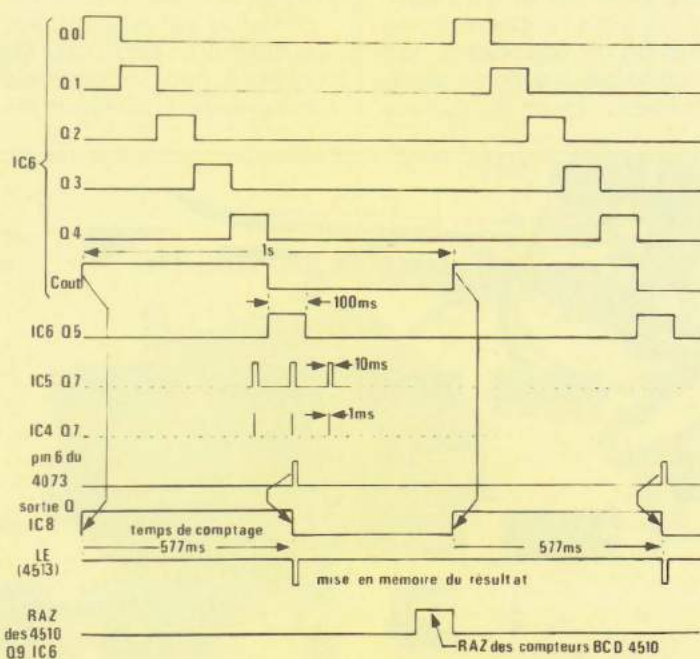 Q0
Q1
Q2
IC6
Q3
Q4
1s
Cout
100ms
IC6 Q5
10ms
IC5 Q7
1ms
IC4 Q7
pin 6 du
4073
sortie Q
IC8
temps de comptage
577ms
577ms
LE
(4513)
mise en mémoire du résultat
RAZ
des 4510
Q9 IC6
RAZ des compteurs BCD 4510